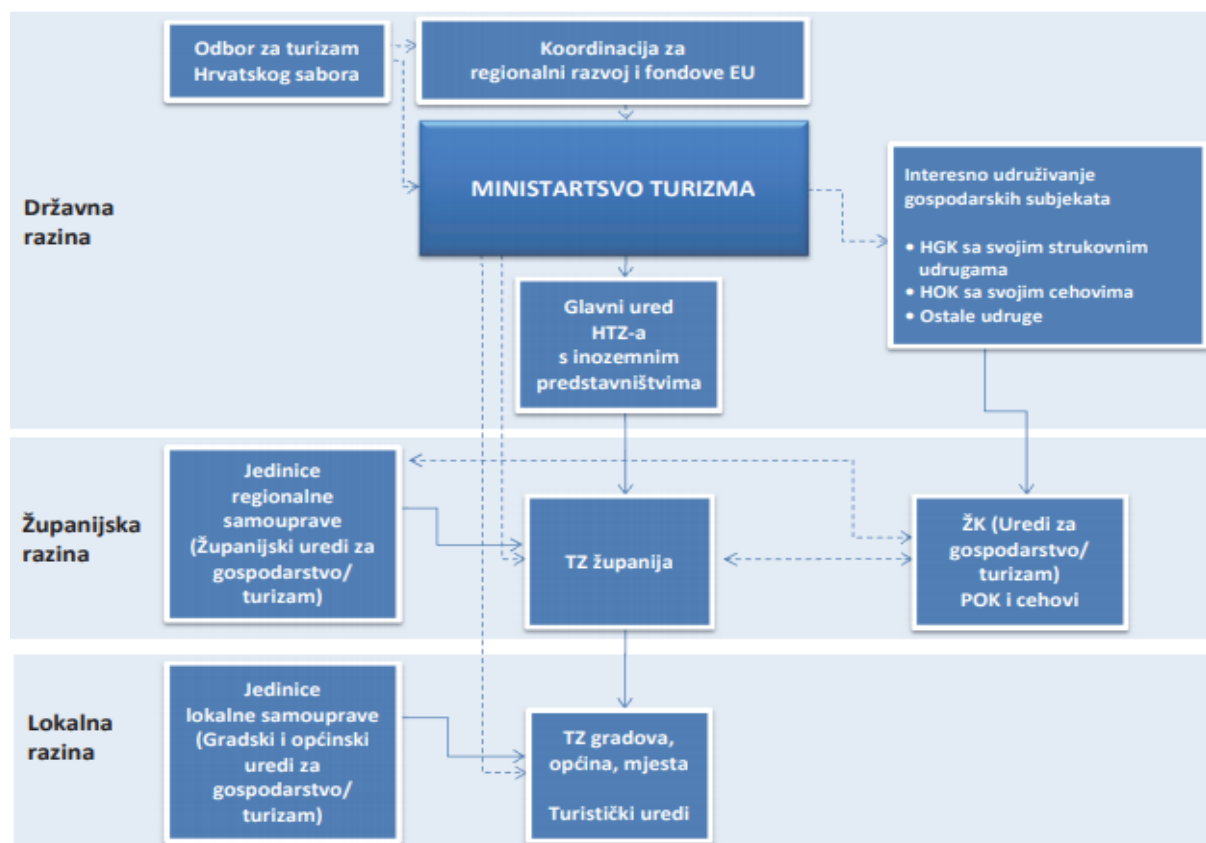 Odbor za turizam
Hrvatskog sabora
Koordinacija za
regionalni razvoj i fondove EU
MINISTARTSVO TURIZMA
Državna
razina
Interesno udruživanje
gospodarskih subjekata
• HGK sa svojim strukovnim
udrugama
• HOK sa svojim cehovima
• Ostale udruge
Glavni ured
HTZ-a
s inozemnim
predstavništvima
Županijska
razina
Jedinice
regionalne
samouprave
(Županijski uredi za
gospodarstvo/
turizam)
TZ županija
ŽK (Uredi za
gospodarstvo/
turizam)
POK i cehovi
Lokalna
razina
Jedinice
lokalne samouprave
(Gradski i općinski
uredi za
gospodarstvo/
turizam)
TZ gradova,
općina, mjesta
Turistički uredi